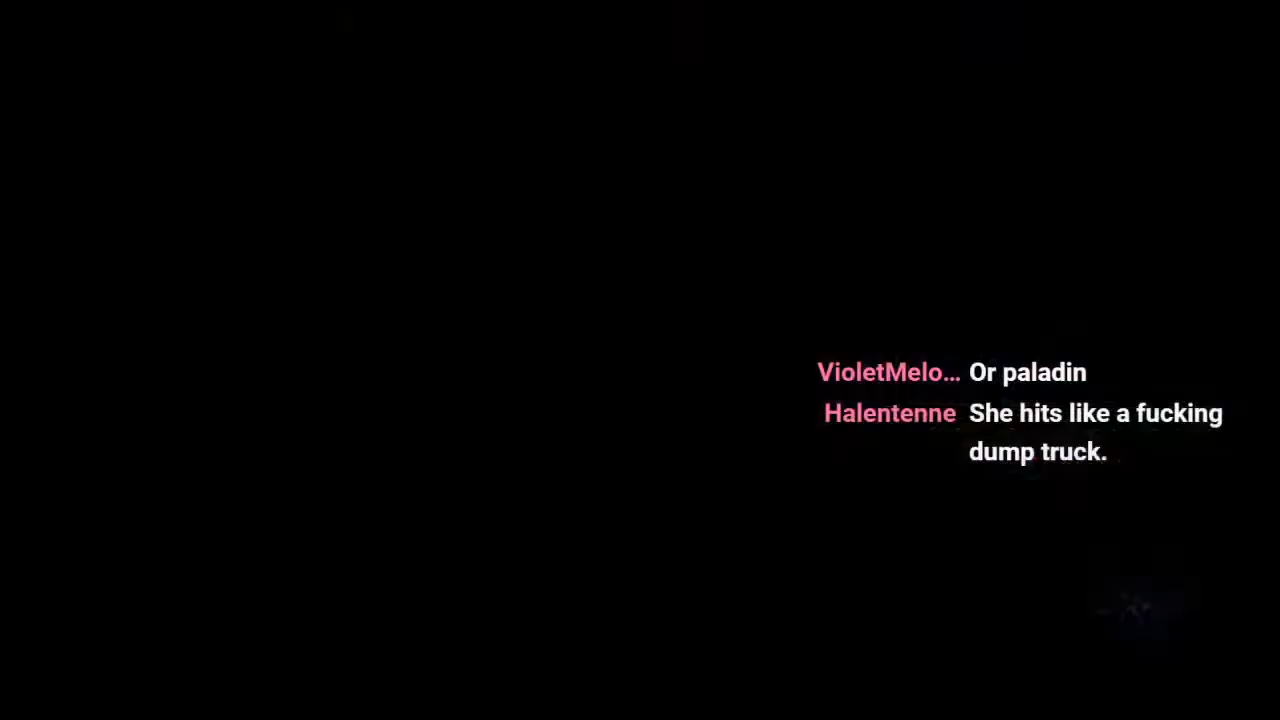 VioletMelo… Or paladin
Halentenne She hits like a fucking
dump truck.